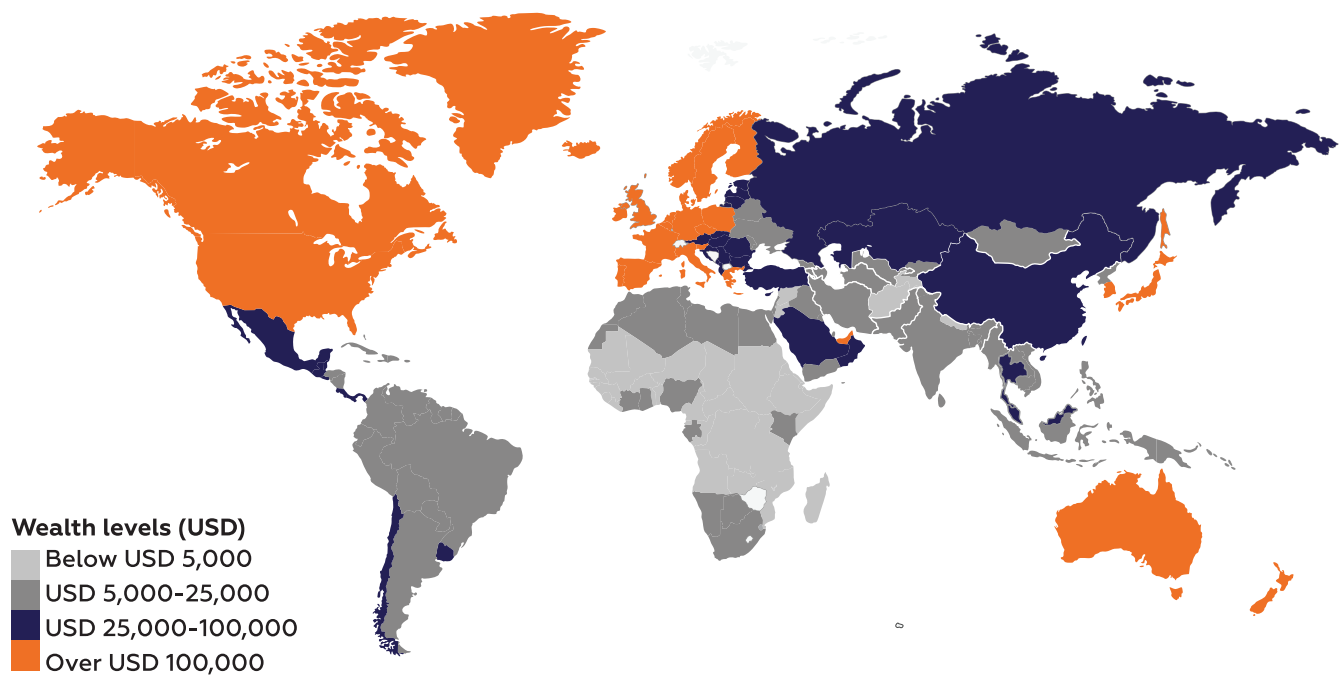 Wealth levels (USD)
Below USD 5,000
USD 5,000-25,000
USD 25,000-100,000
Over USD 100,000